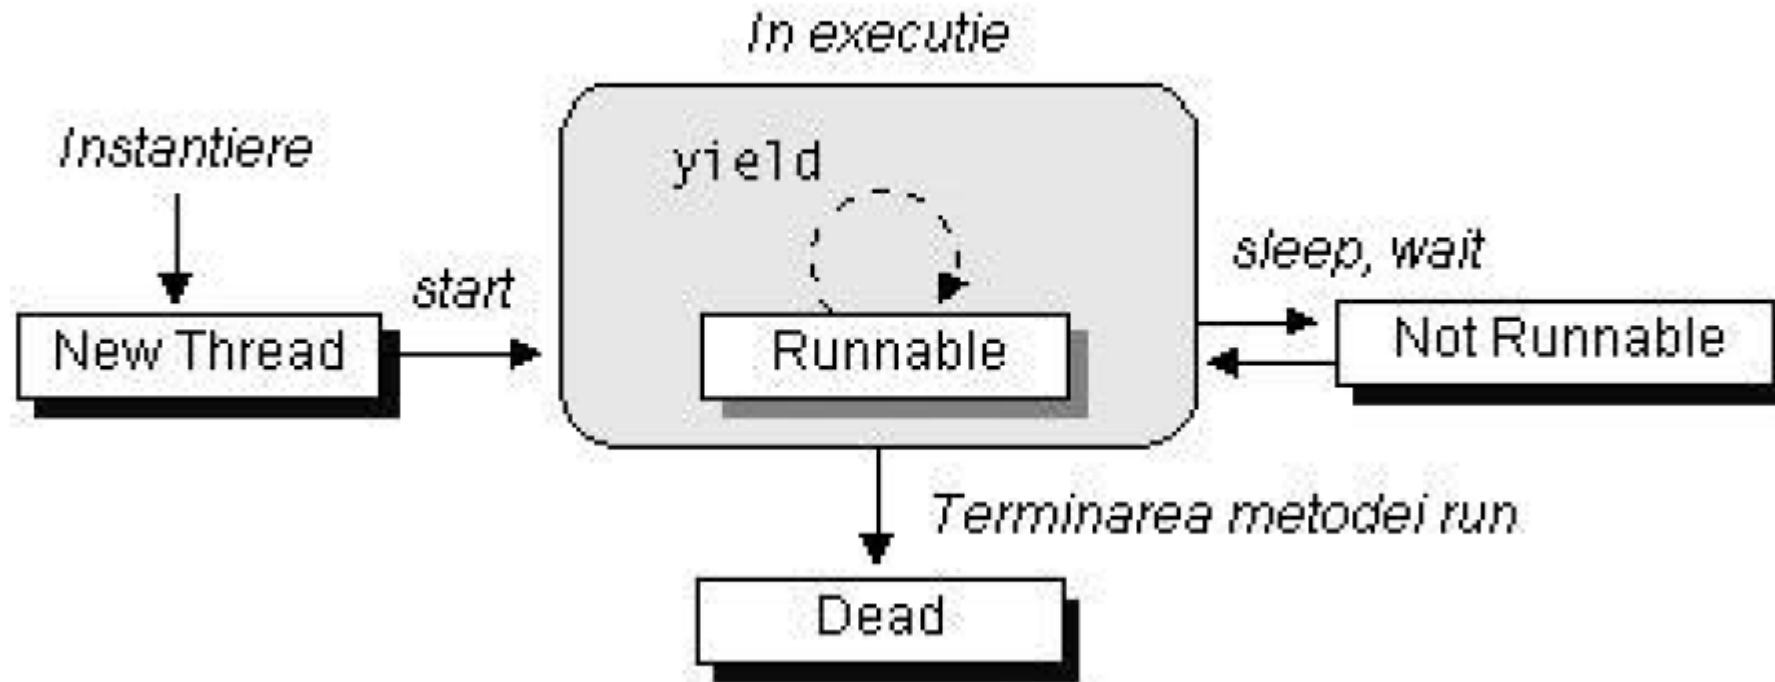 In executie
Instantiere
yield
sleep, wait
start
New Thread
Runnable
Not Runnable
Terminarea metodei run
Dead